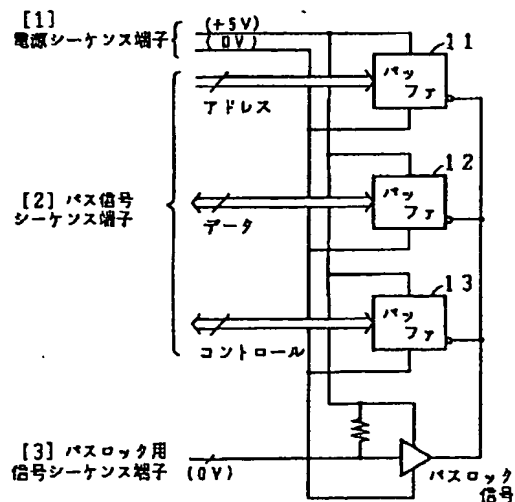 [1]
電源シーケンス端子
(+5V)
(0V)
11
バッ
ファ
アドレス
12
[2] バス信号
シーケンス端子
バッ
ファ
データ
13
バッ
ファ
コントロール
[3] バスロック用
信号シーケンス端子
(0V)
バスロック
信号